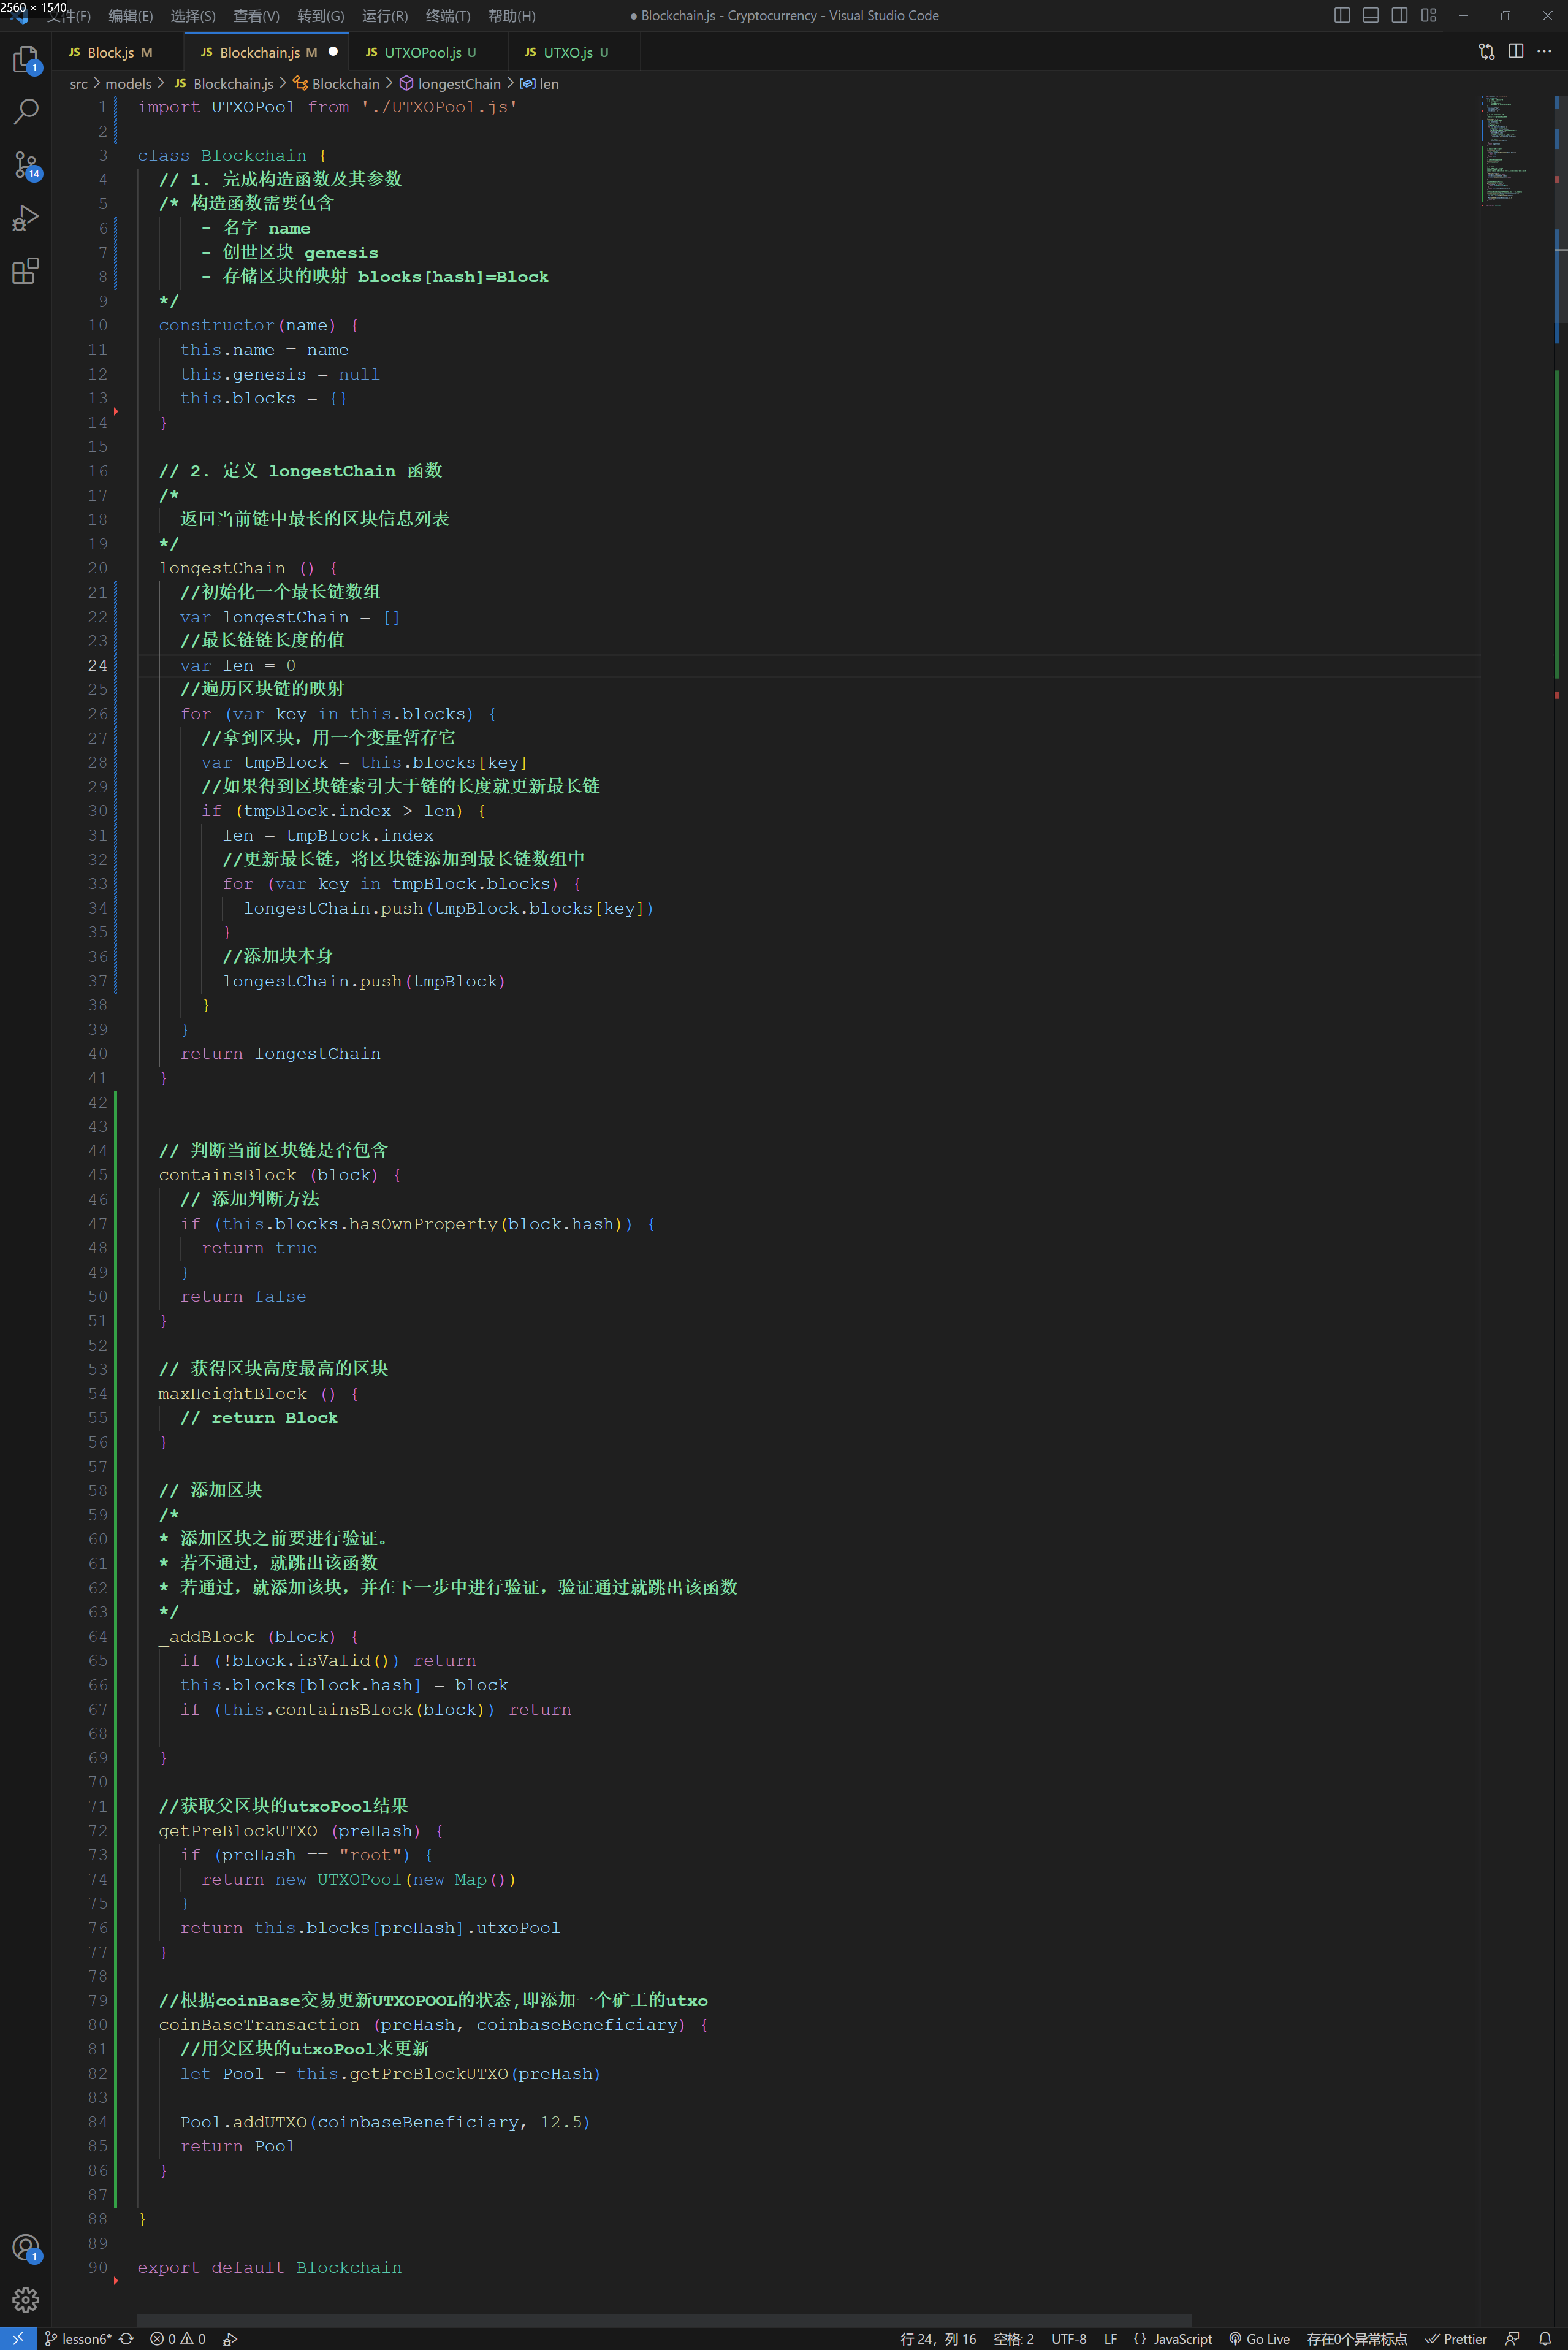 2560 × 1540
文件(F) 编辑(E) 选择(S) 查看(V) 转到(G) 运行(R) 终端(T) 帮助(H) ● Blockchain.js - Cryptocurrency - Visual Studio Code
JS Block.js M JS Blockchain.js M ● JS UTXOPool.js U JS UTXO.js U
src > models > JS Blockchain.js > Blockchain > longestChain > len
1 import UTXOPool from './UTXOPool.js'
2
3 class Blockchain {
4 // 1. 完成构造函数及其参数
5 /* 构造函数需要包含
6 - 名字 name
7 - 创世区块 genesis
8 - 存储区块的映射 blocks[hash]=Block
9 */
10 constructor(name) {
11 this.name = name
12 this.genesis = null
13 this.blocks = {}
14 }
15
16 // 2. 定义 longestChain 函数
17 /*
18 返回当前链中最长的区块信息列表
19 */
20 longestChain () {
21 //初始化一个最长链数组
22 var longestChain = []
23 //最长链链长度的值
24 var len = 0
25 //遍历区块链的映射
26 for (var key in this.blocks) {
27 //拿到区块，用一个变量暂存它
28 var tmpBlock = this.blocks[key]
29 //如果得到区块链索引大于链的长度就更新最长链
30 if (tmpBlock.index > len) {
31 len = tmpBlock.index
32 //更新最长链，将区块链添加到最长链数组中
33 for (var key in tmpBlock.blocks) {
34 longestChain.push(tmpBlock.blocks[key])
35 }
36 //添加块本身
37 longestChain.push(tmpBlock)
38 }
39 }
40 return longestChain
41 }
42
43
44 // 判断当前区块链是否包含
45 containsBlock (block) {
46 // 添加判断方法
47 if (this.blocks.hasOwnProperty(block.hash)) {
48 return true
49 }
50 return false
51 }
52
53 // 获得区块高度最高的区块
54 maxHeightBlock () {
55 // return Block
56 }
57
58 // 添加区块
59 /*
60 * 添加区块之前要进行验证。
61 * 若不通过，就跳出该函数
62 * 若通过，就添加该块，并在下一步中进行验证，验证通过就跳出该函数
63 */
64 _addBlock (block) {
65 if (!block.isValid()) return
66 this.blocks[block.hash] = block
67 if (this.containsBlock(block)) return
68
69 }
70
71 //获取父区块的utxoPool结果
72 getPreBlockUTXO (preHash) {
73 if (preHash == "root") {
74 return new UTXOPool(new Map())
75 }
76 return this.blocks[preHash].utxoPool
77 }
78
79 //根据coinBase交易更新UTXOPOOL的状态,即添加一个矿工的utxo
80 coinBaseTransaction (preHash, coinbaseBeneficiary) {
81 //用父区块的utxoPool来更新
82 let Pool = this.getPreBlockUTXO(preHash)
83
84 Pool.addUTXO(coinbaseBeneficiary, 12.5)
85 return Pool
86 }
87
88 }
89
90 export default Blockchain
1
14
1
lesson6* 0 0 行 24，列 16 空格: 2 UTF-8 LF {} JavaScript Go Live 存在0个异常标点 Prettier